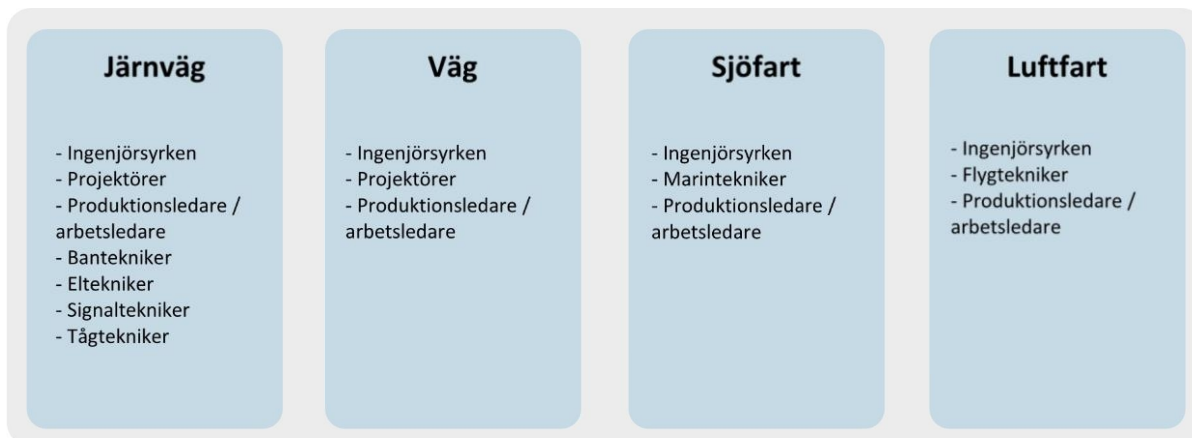 Järnväg
- Ingenjörsyrken
- Projektörer
- Produktionsledare /
arbetsledare
- Bantekniker
- Eltekniker
- Signaltekniker
- Tågtekniker
Väg
- Ingenjörsyrken
- Projektörer
- Produktionsledare /
arbetsledare
Sjöfart
- Ingenjörsyrken
- Marintekniker
- Produktionsledare /
arbetsledare
Luftfart
- Ingenjörsyrken
- Flygtekniker
- Produktionsledare /
arbetsledare